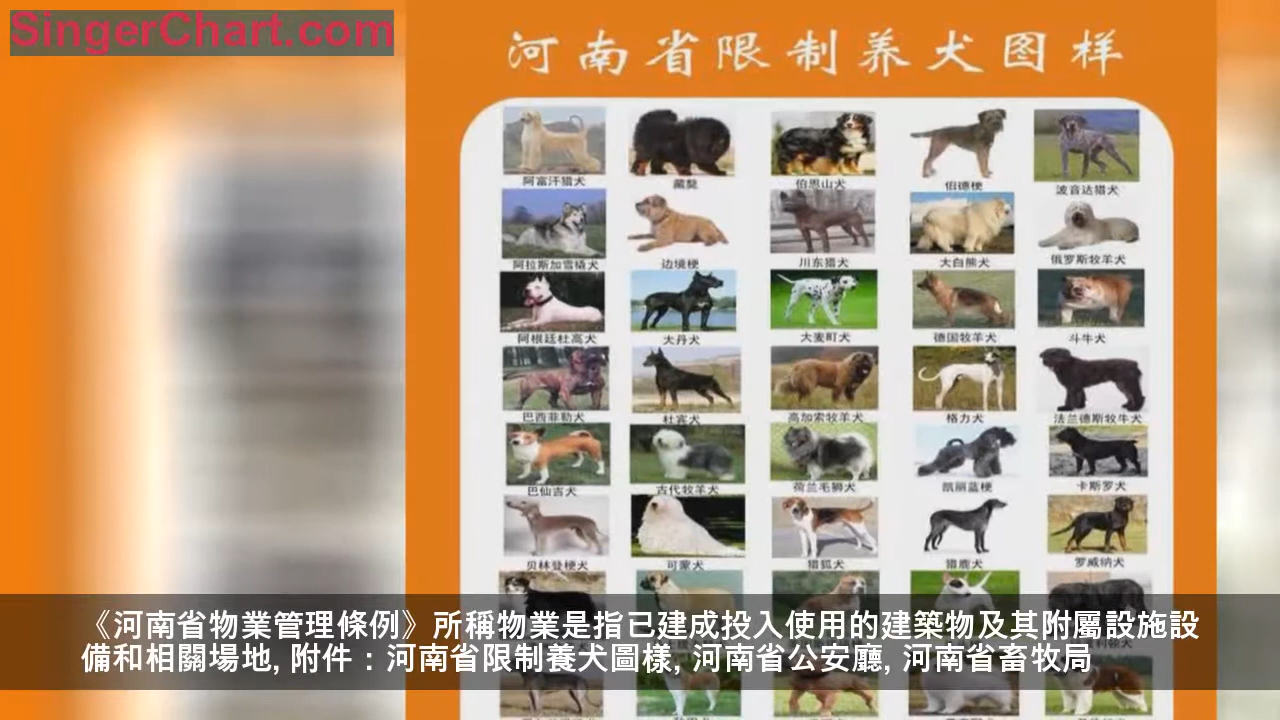 SingerChart.com
河南省限制养犬图样
阿富汗猎犬
藏獒
伯恩山犬
伯德梗
波音达猎犬
阿拉斯加雪橇犬
边境梗
川东猎犬
大白熊犬
俄罗斯牧羊犬
阿根廷杜高犬
大丹犬
大麦町犬
德国牧羊犬
斗牛犬
巴西菲勒犬
杜宾犬
高加索牧羊犬
格力犬
法兰德斯牧牛犬
巴仙吉犬
古代牧羊犬
荷兰毛狮犬
凯丽蓝梗
卡斯罗犬
贝林登梗犬
可蒙犬
猎狐犬
猎鹿犬
罗威纳犬
《河南省物業管理條例》所稱物業是指已建成投入使用的建築物及其附屬設施設
備和相關場地, 附件：河南省限制養犬圖樣, 河南省公安廳, 河南省畜牧局